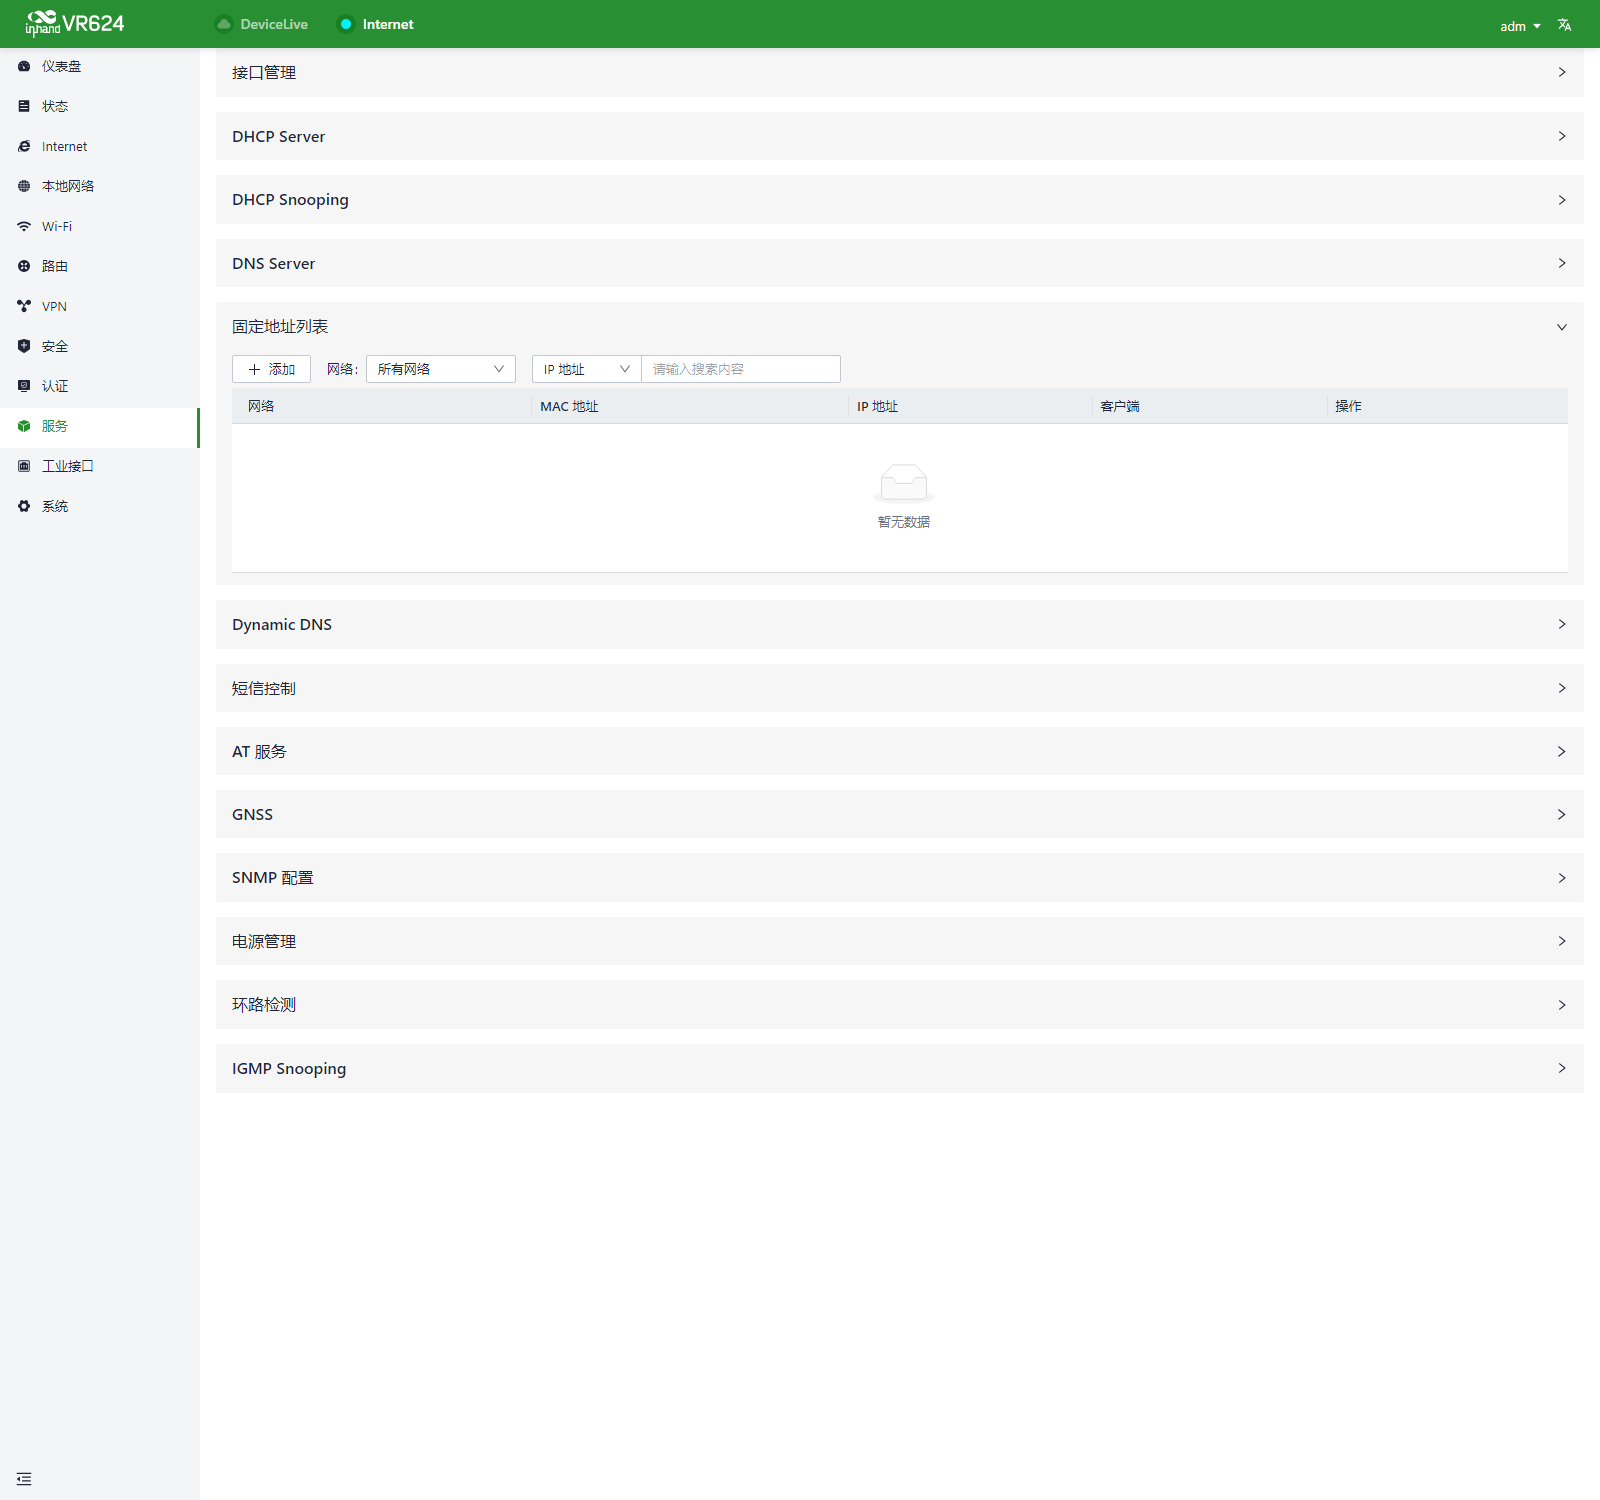 inhand VR624
DeviceLive
Internet
adm
仪表盘
状态
Internet
本地网络
Wi-Fi
路由
VPN
安全
认证
服务
工业接口
系统
接口管理
DHCP Server
DHCP Snooping
DNS Server
固定地址列表
添加 网络: 所有网络 IP 地址 请输入搜索内容
网络 MAC 地址 IP 地址 客户端 操作
暂无数据
Dynamic DNS
短信控制
AT 服务
GNSS
SNMP 配置
电源管理
环路检测
IGMP Snooping